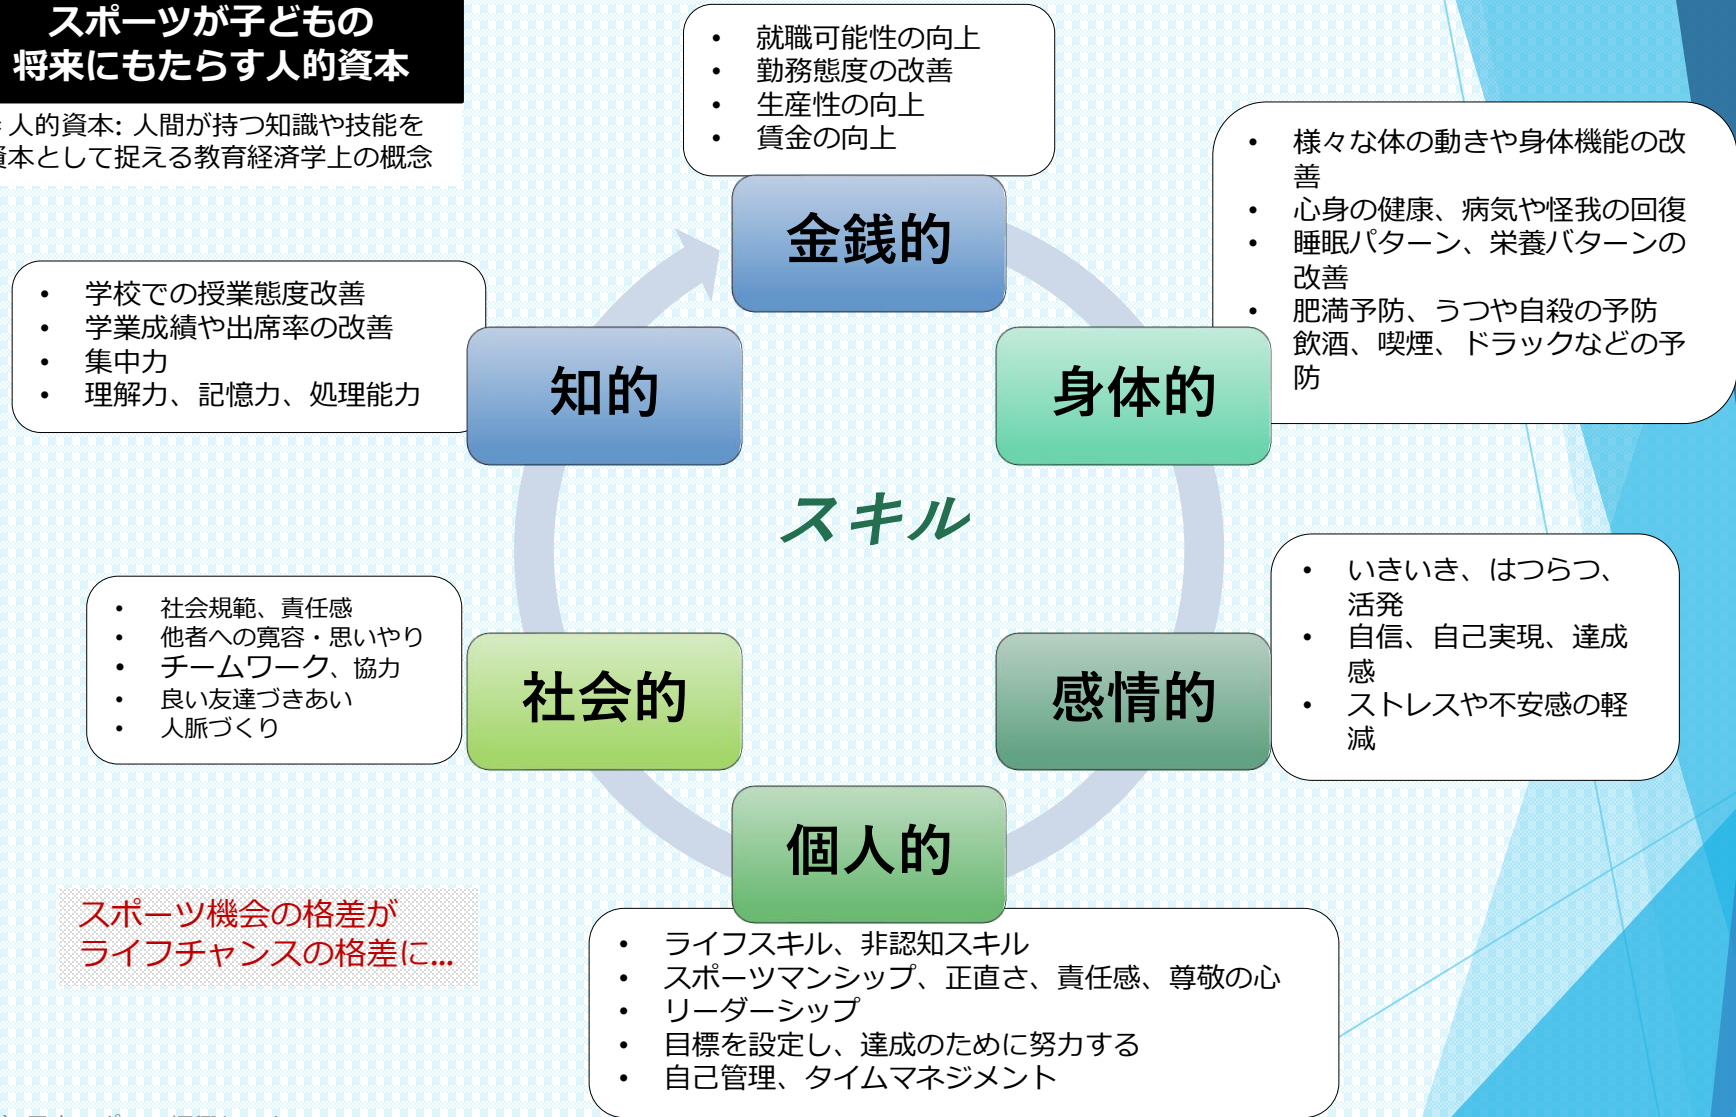 スポーツが子どもの
将来にもたらす人的資本
人的資本: 人間が持つ知識や技能を
資本として捉える教育経済学上の概念
• 就職可能性の向上
• 勤務態度の改善
• 生産性の向上
• 賃金の向上
金銭的
• 様々な体の動きや身体機能の改
善
• 心身の健康、病気や怪我の回復
• 睡眠パターン、栄養バターンの
改善
• 肥満予防、うつや自殺の予防
飲酒、喫煙、ドラックなどの予
防
身体的
• 学校での授業態度改善
• 学業成績や出席率の改善
• 集中力
• 理解力、記憶力、処理能力
知的
スキル
• いきいき、はつらつ、
活発
• 自信、自己実現、達成
感
• ストレスや不安感の軽
減
感情的
• 社会規範、責任感
• 他者への寛容・思いやり
• チームワーク、協力
• 良い友達づきあい
• 人脈づくり
社会的
個人的
• ライフスキル、非認知スキル
• スポーツマンシップ、正直さ、責任感、尊敬の心
• リーダーシップ
• 目標を設定し、達成のために努力する
• 自己管理、タイムマネジメント
スポーツ機会の格差が
ライフチャンスの格差に...